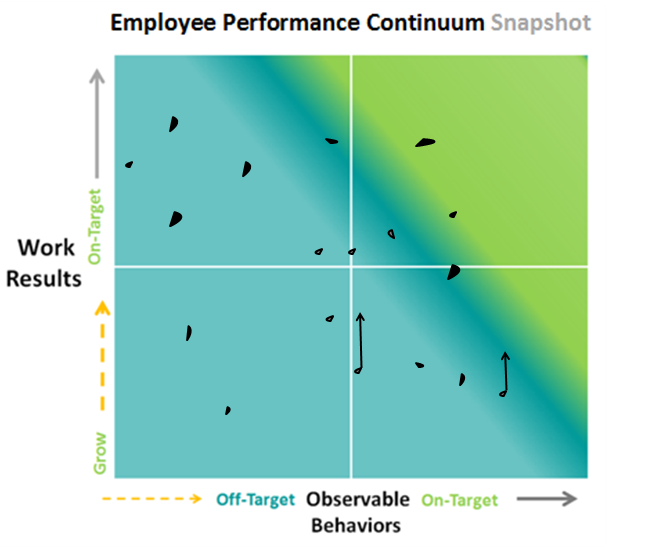 Employee Performance Continuum Snapshot
On-Target
Work
Results
Grow
Off-Target Observable On-Target
Behaviors